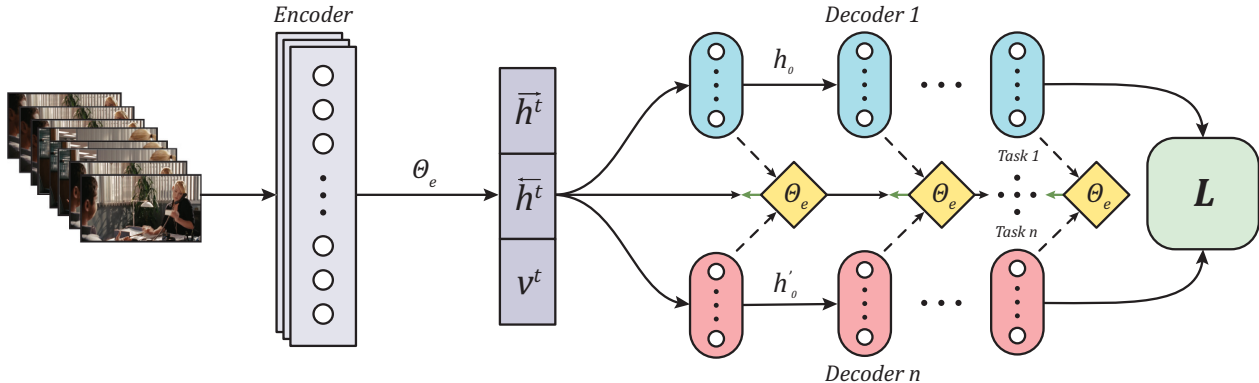 Encoder
Decoder 1
h₀
Θₑ
h⃗ᵗ
h⃖ᵗ
vᵗ
Θₑ
Θₑ
Task 1
Task n
Θₑ
L
h′₀
Decoder n